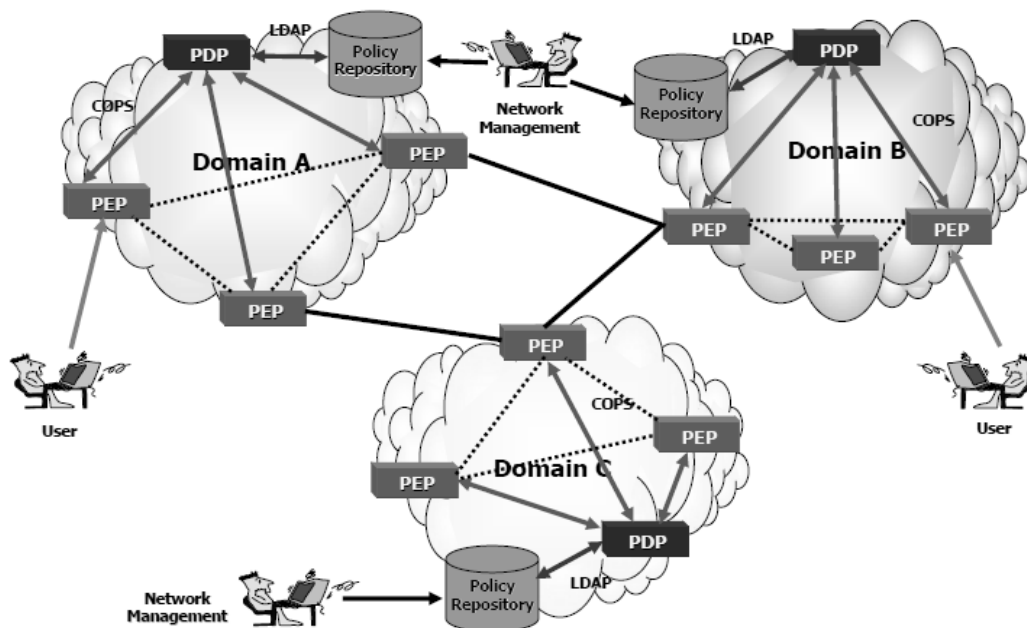 LDAP
PDP
Policy
Repository
COPS
Domain A
PEP
PEP
PEP
User
Network
Management
LDAP
PDP
Policy
Repository
COPS
Domain B
PEP
PEP
PEP
User
PEP
COPS
PEP
Domain C
PEP
PDP
LDAP
Policy
Repository
Network
Management